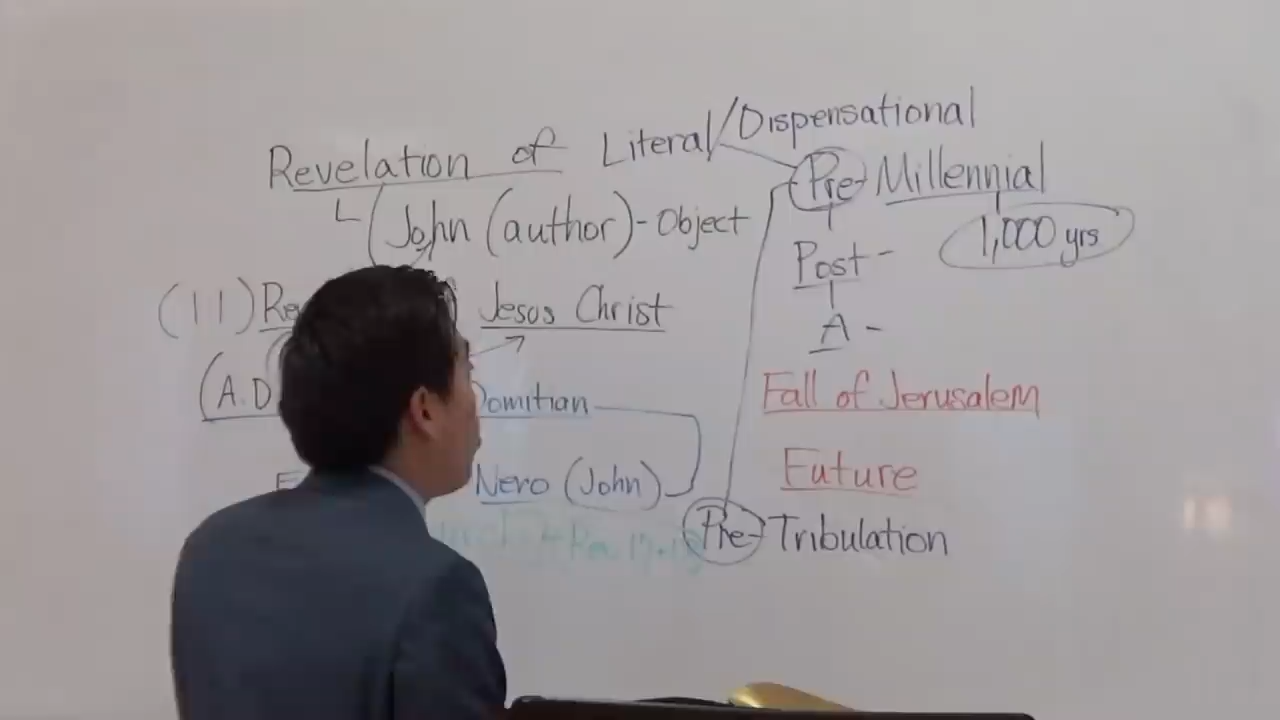 Revelation of Literal/Dispensational
(John (author) - Object
(11) Jesus Christ
(A.D Domitian
Nero (John)
Pre-Millennial
1,000 yrs
Post -
A -
Fall of Jerusalem
Future
Pre-Tribulation